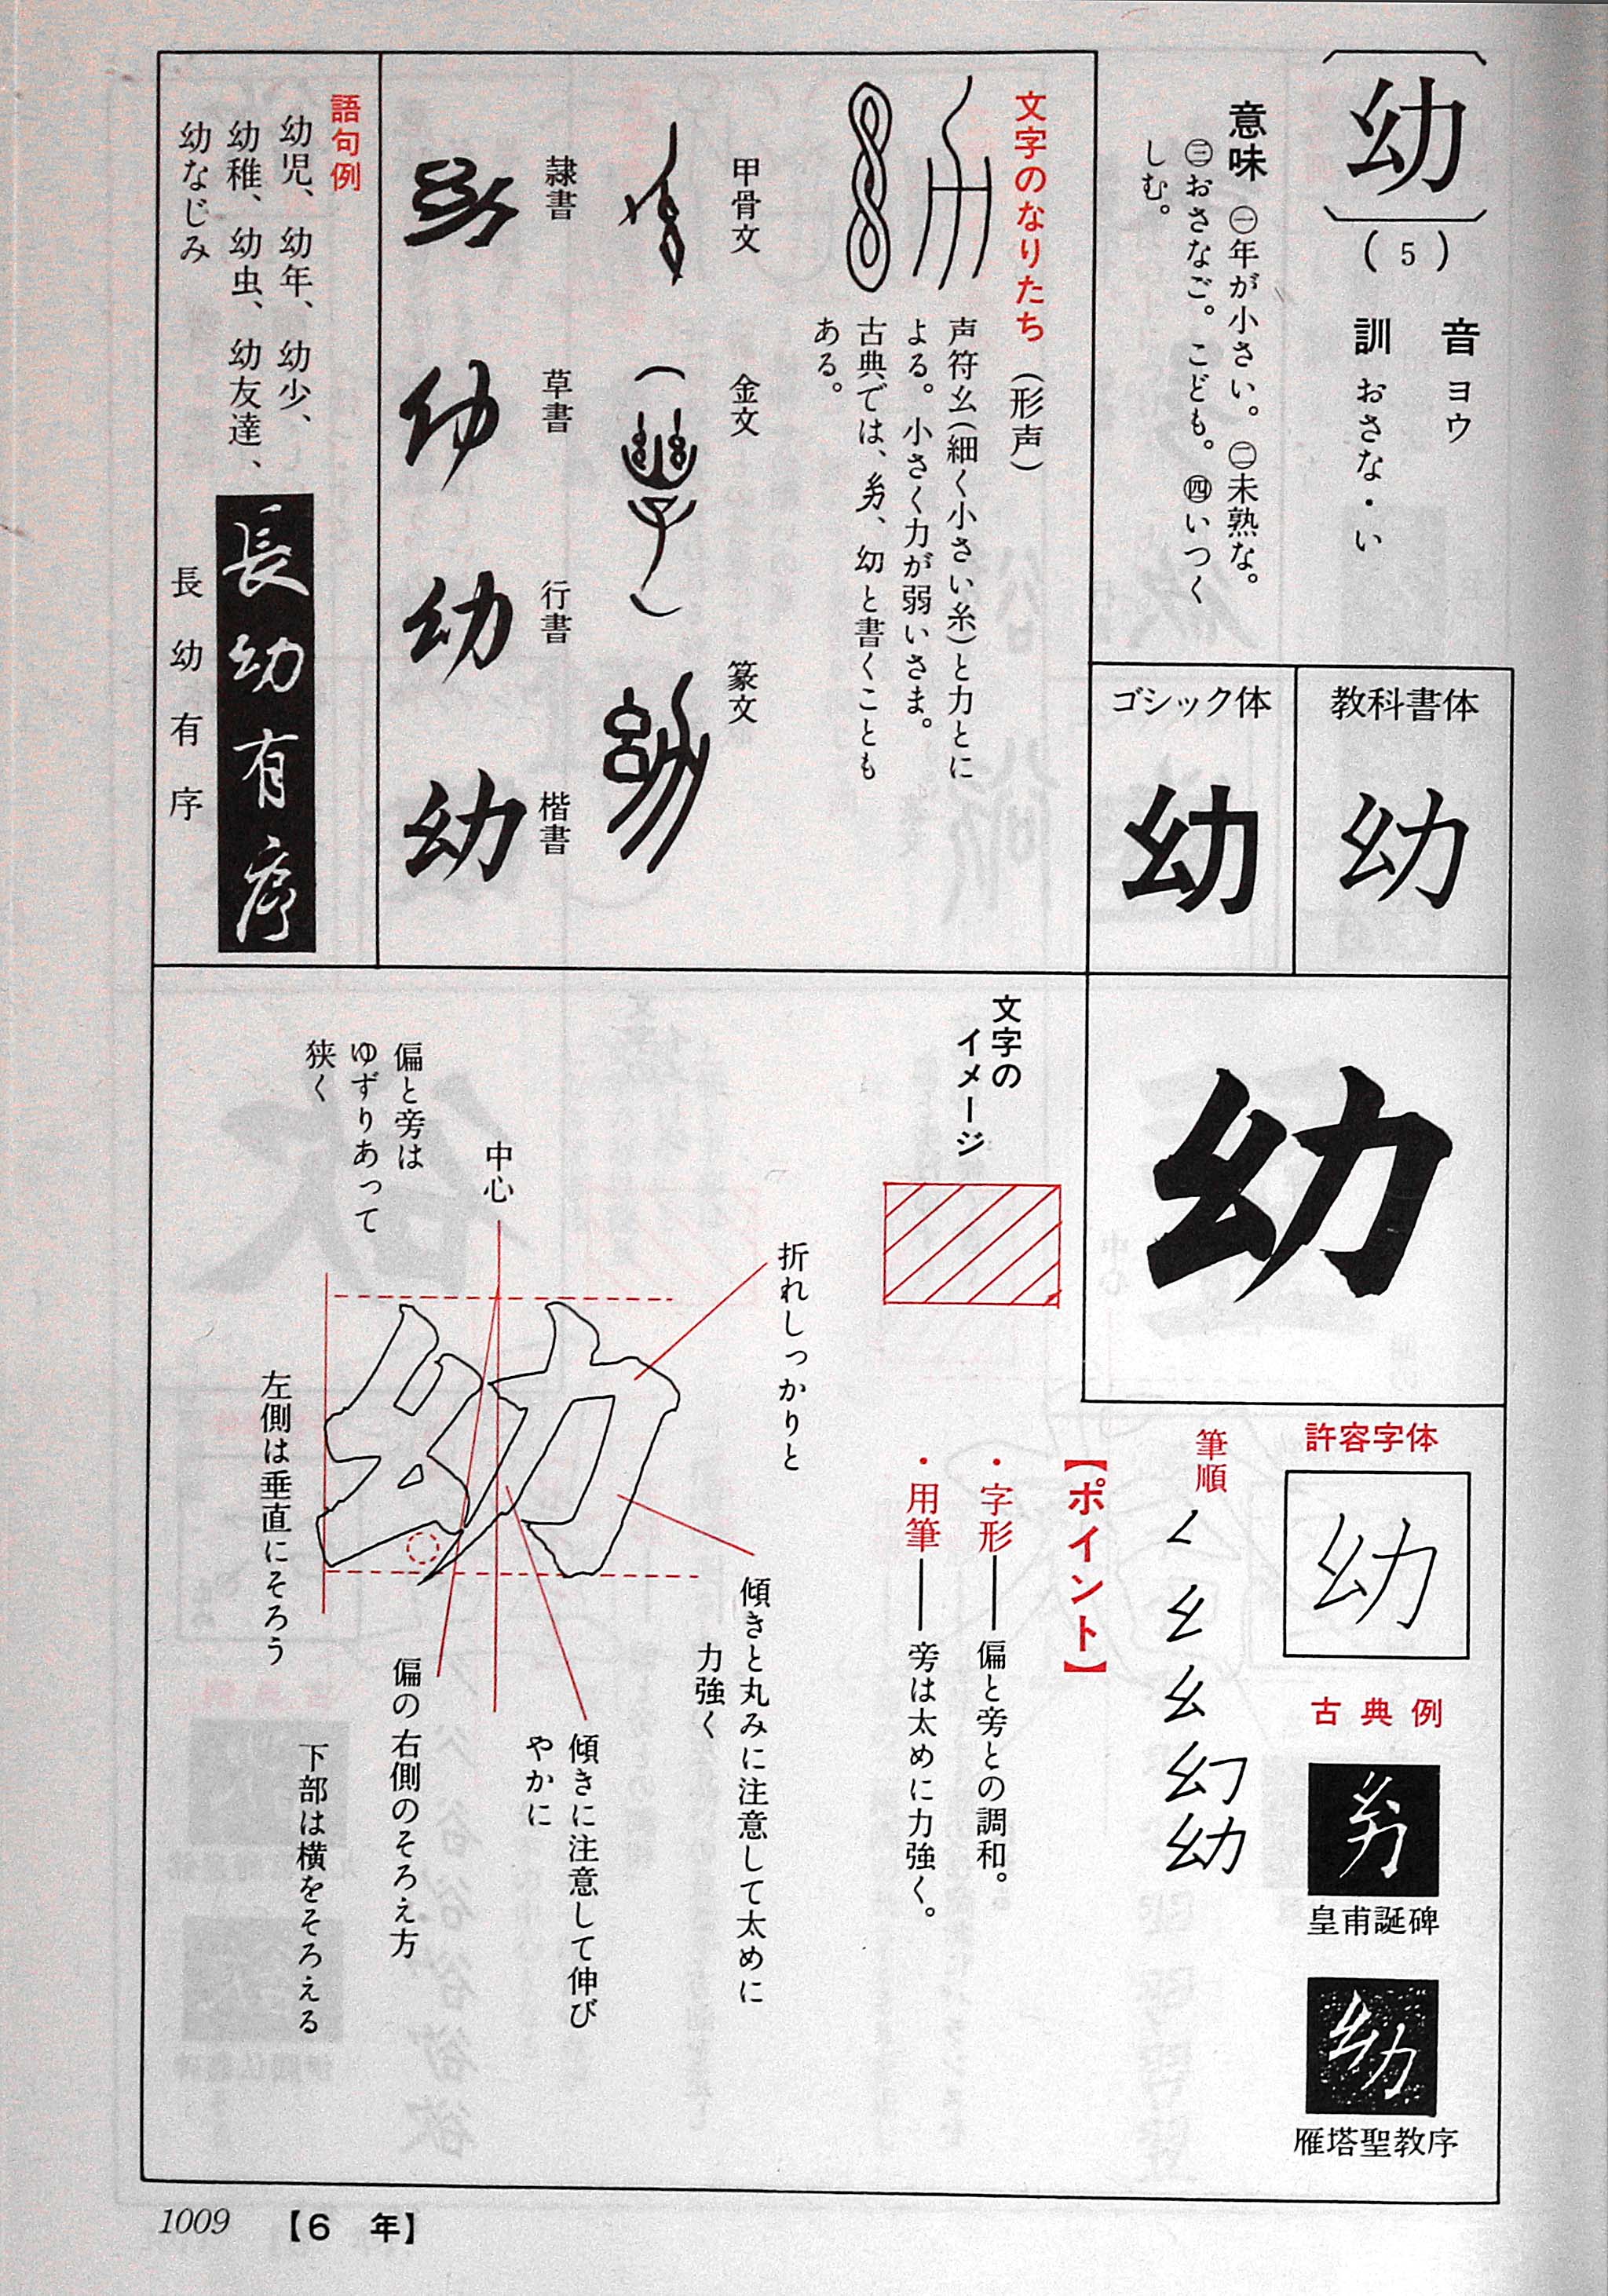 幼
(5)
音 ヨウ
訓 おさな・い
意味 ㊀年が小さい。㊁未熟な。
㊂おさなご。こども。㊃いつく
しむ。
教科書体
幼
ゴシック体
幼
文字のなりたち（形声）
声符幺（細く小さい糸）と力とに
よる。小さく力が弱いさま。
古典では、㓜、幼と書くことも
ある。
甲骨文
金文
篆文
隷書
草書
行書
楷書
幼
幼
幼
幼
語句例
幼児、幼年、幼少、
幼稚、幼虫、幼友達、
幼なじみ
長幼有序
長幼有序
幼
許容字体
幼
古典例
皇甫誕碑
幼
雁塔聖教序
筆順
幺 幻 幼
【ポイント】
・字形――偏と旁との調和。
・用筆――旁は太めに力強く。
文字の
イメージ
折れしっかりと
傾きと丸みに注意して太めに
力強く
傾きに注意して伸び
やかに
中心
偏と旁は
ゆずりあって
狭く
偏の右側のそろえ方
下部は横をそろえる
左側は垂直にそろう
1009 【6 年】